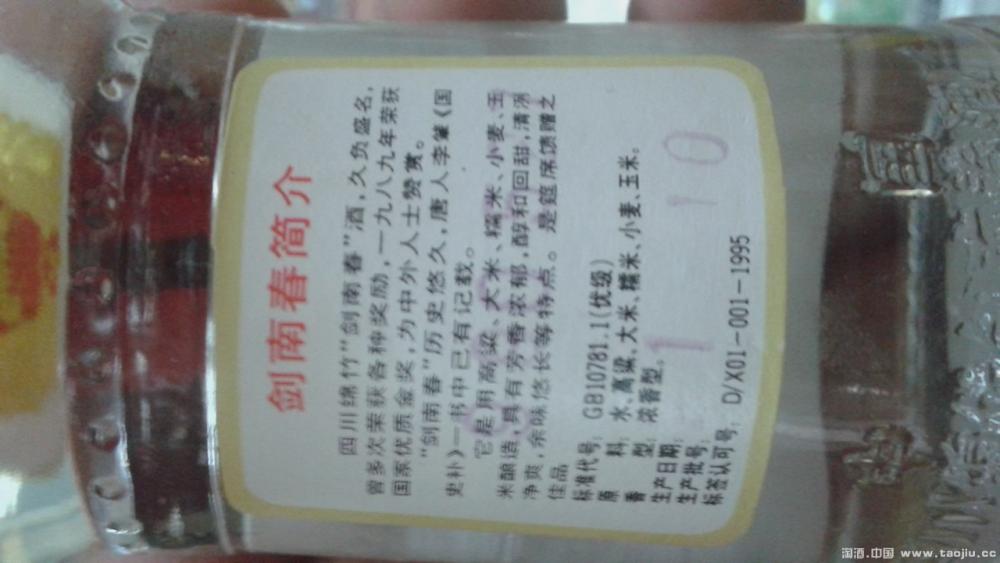 剑南春简介
四川绵竹“剑南春”酒，久负盛名，
曾多次荣获各种奖励，一九八九年荣获
国家优质金奖，为中外人士赞赏。
“剑南春”历史悠久，唐人李肇《国
史补》一书中已有记载。
它是用高粱、大米、糯米、小麦、玉
米酿造，具有芳香浓郁，醇和回甜，清洌
净爽，余味悠长等特点。是筵席馈赠之
佳品
标准代号：GB10781.1(优级)
原料：水、高粱、大米、糯米、小麦、玉米。
香型：浓香型。
生产日期：
生产批号：
标签认可号：D/X01-001-1995
淘酒.中国 www.taojiu.cc